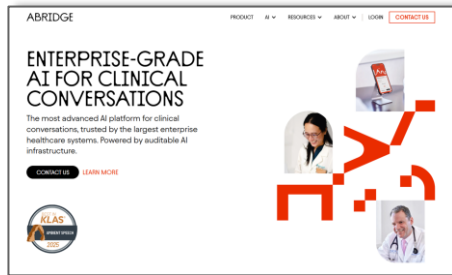 ABRIDGE
PRODUCT AI RESOURCES ABOUT LOGIN CONTACT US
ENTERPRISE-GRADE
AI FOR CLINICAL
CONVERSATIONS
The most advanced AI platform for clinical
conversations, trusted by the largest enterprise
healthcare systems. Powered by auditable AI
infrastructure.
CONTACT US LEARN MORE
KLAS
2025